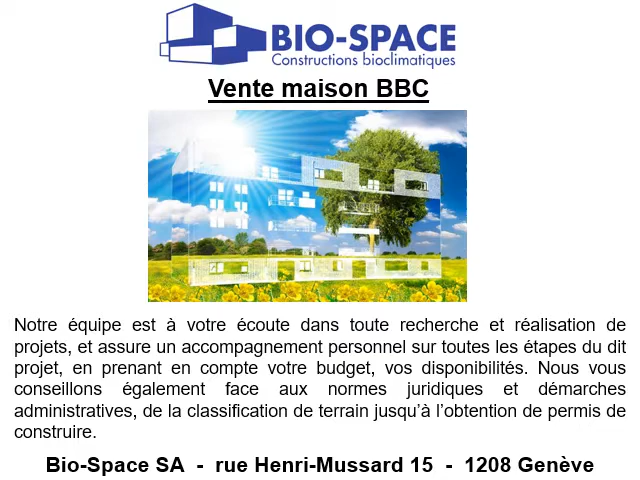 BIO-SPACE
Constructions bioclimatiques
Vente maison BBC
Notre équipe est à votre écoute dans toute recherche et réalisation de
projets, et assure un accompagnement personnel sur toutes les étapes du dit
projet, en prenant en compte votre budget, vos disponibilités. Nous vous
conseillons également face aux normes juridiques et démarches
administratives, de la classification de terrain jusqu’à l’obtention de permis de
construire.
Bio-Space SA - rue Henri-Mussard 15 - 1208 Genève